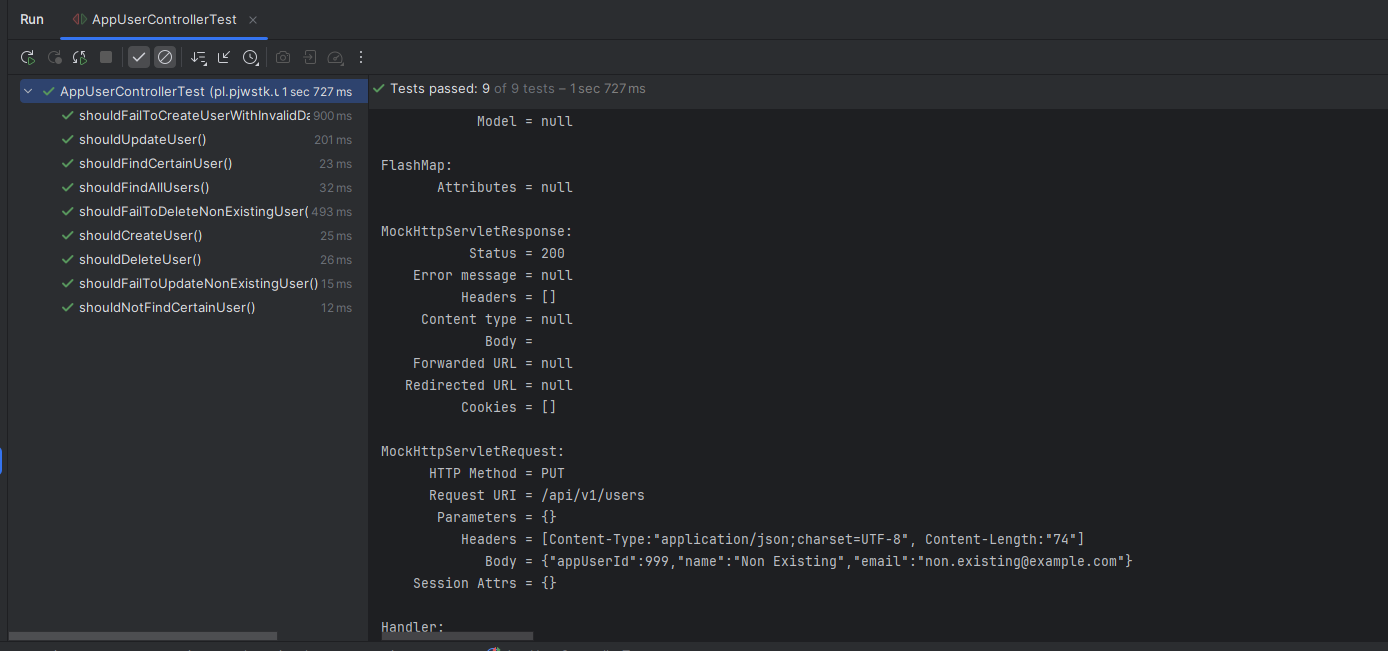 Run AppUserControllerTest
AppUserControllerTest (pl.pjwstk.u 1 sec 727 ms
shouldFailToCreateUserWithInvalidDa 900 ms
shouldUpdateUser() 201 ms
shouldFindCertainUser() 23 ms
shouldFindAllUsers() 32 ms
shouldFailToDeleteNonExistingUser( 493 ms
shouldCreateUser() 25 ms
shouldDeleteUser() 26 ms
shouldFailToUpdateNonExistingUser() 15 ms
shouldNotFindCertainUser() 12 ms
Tests passed: 9 of 9 tests – 1 sec 727 ms
Model = null
FlashMap:
Attributes = null
MockHttpServletResponse:
Status = 200
Error message = null
Headers = []
Content type = null
Body =
Forwarded URL = null
Redirected URL = null
Cookies = []
MockHttpServletRequest:
HTTP Method = PUT
Request URI = /api/v1/users
Parameters = {}
Headers = [Content-Type:"application/json;charset=UTF-8", Content-Length:"74"]
Body = {"appUserId":999,"name":"Non Existing","email":"non.existing@example.com"}
Session Attrs = {}
Handler: